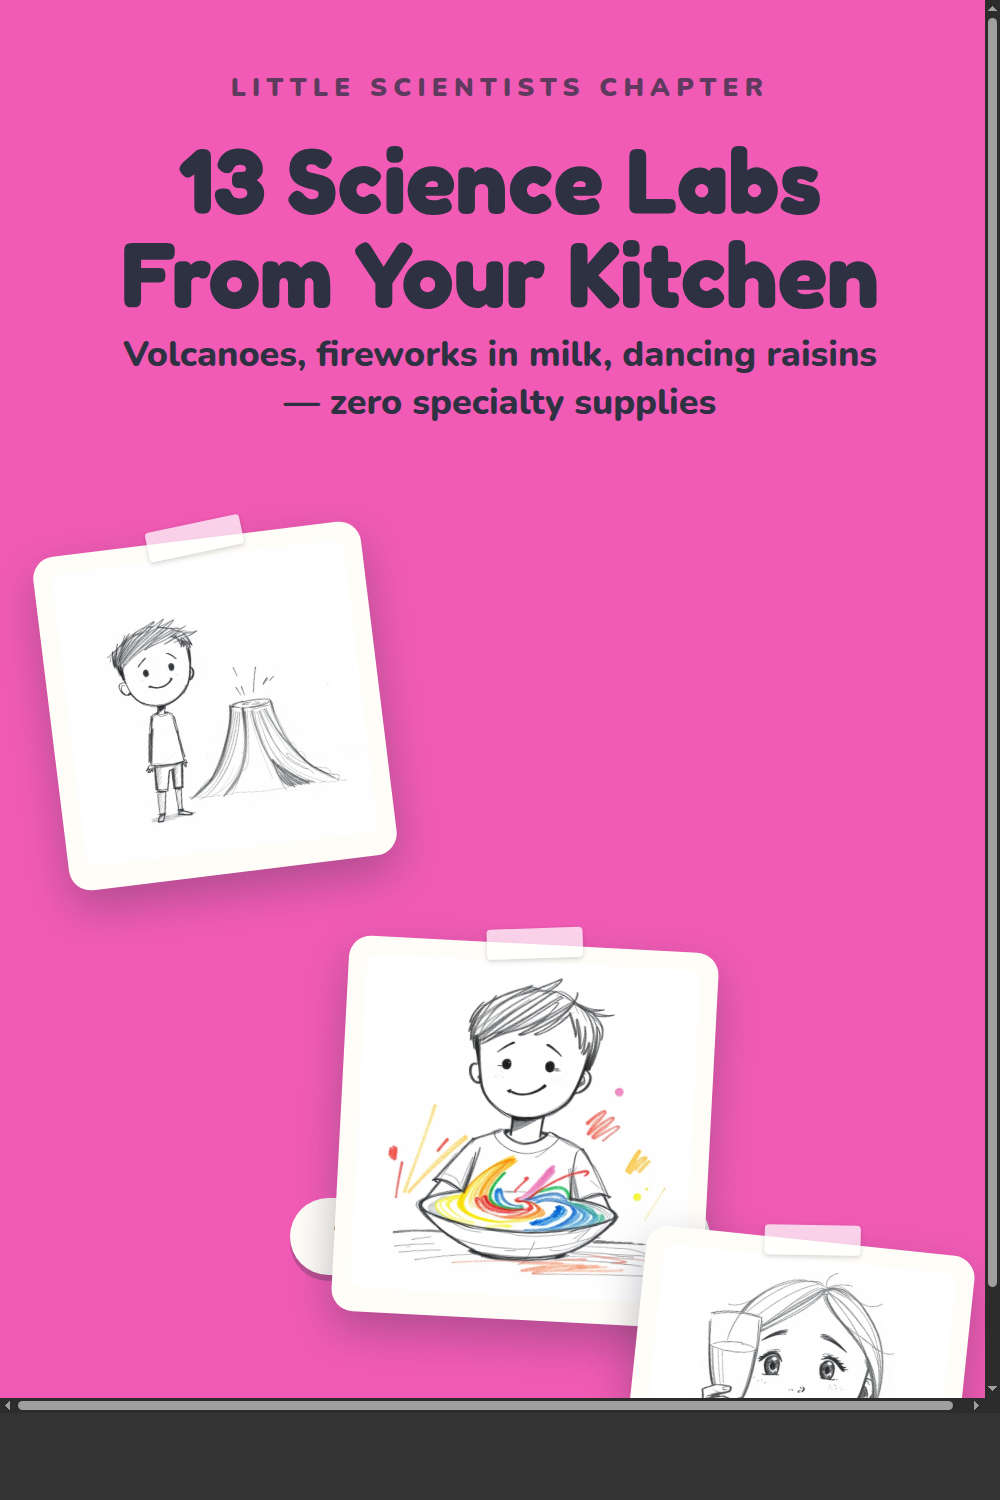 LITTLE SCIENTISTS CHAPTER
13 Science Labs
From Your Kitchen
Volcanoes, fireworks in milk, dancing raisins
— zero specialty supplies